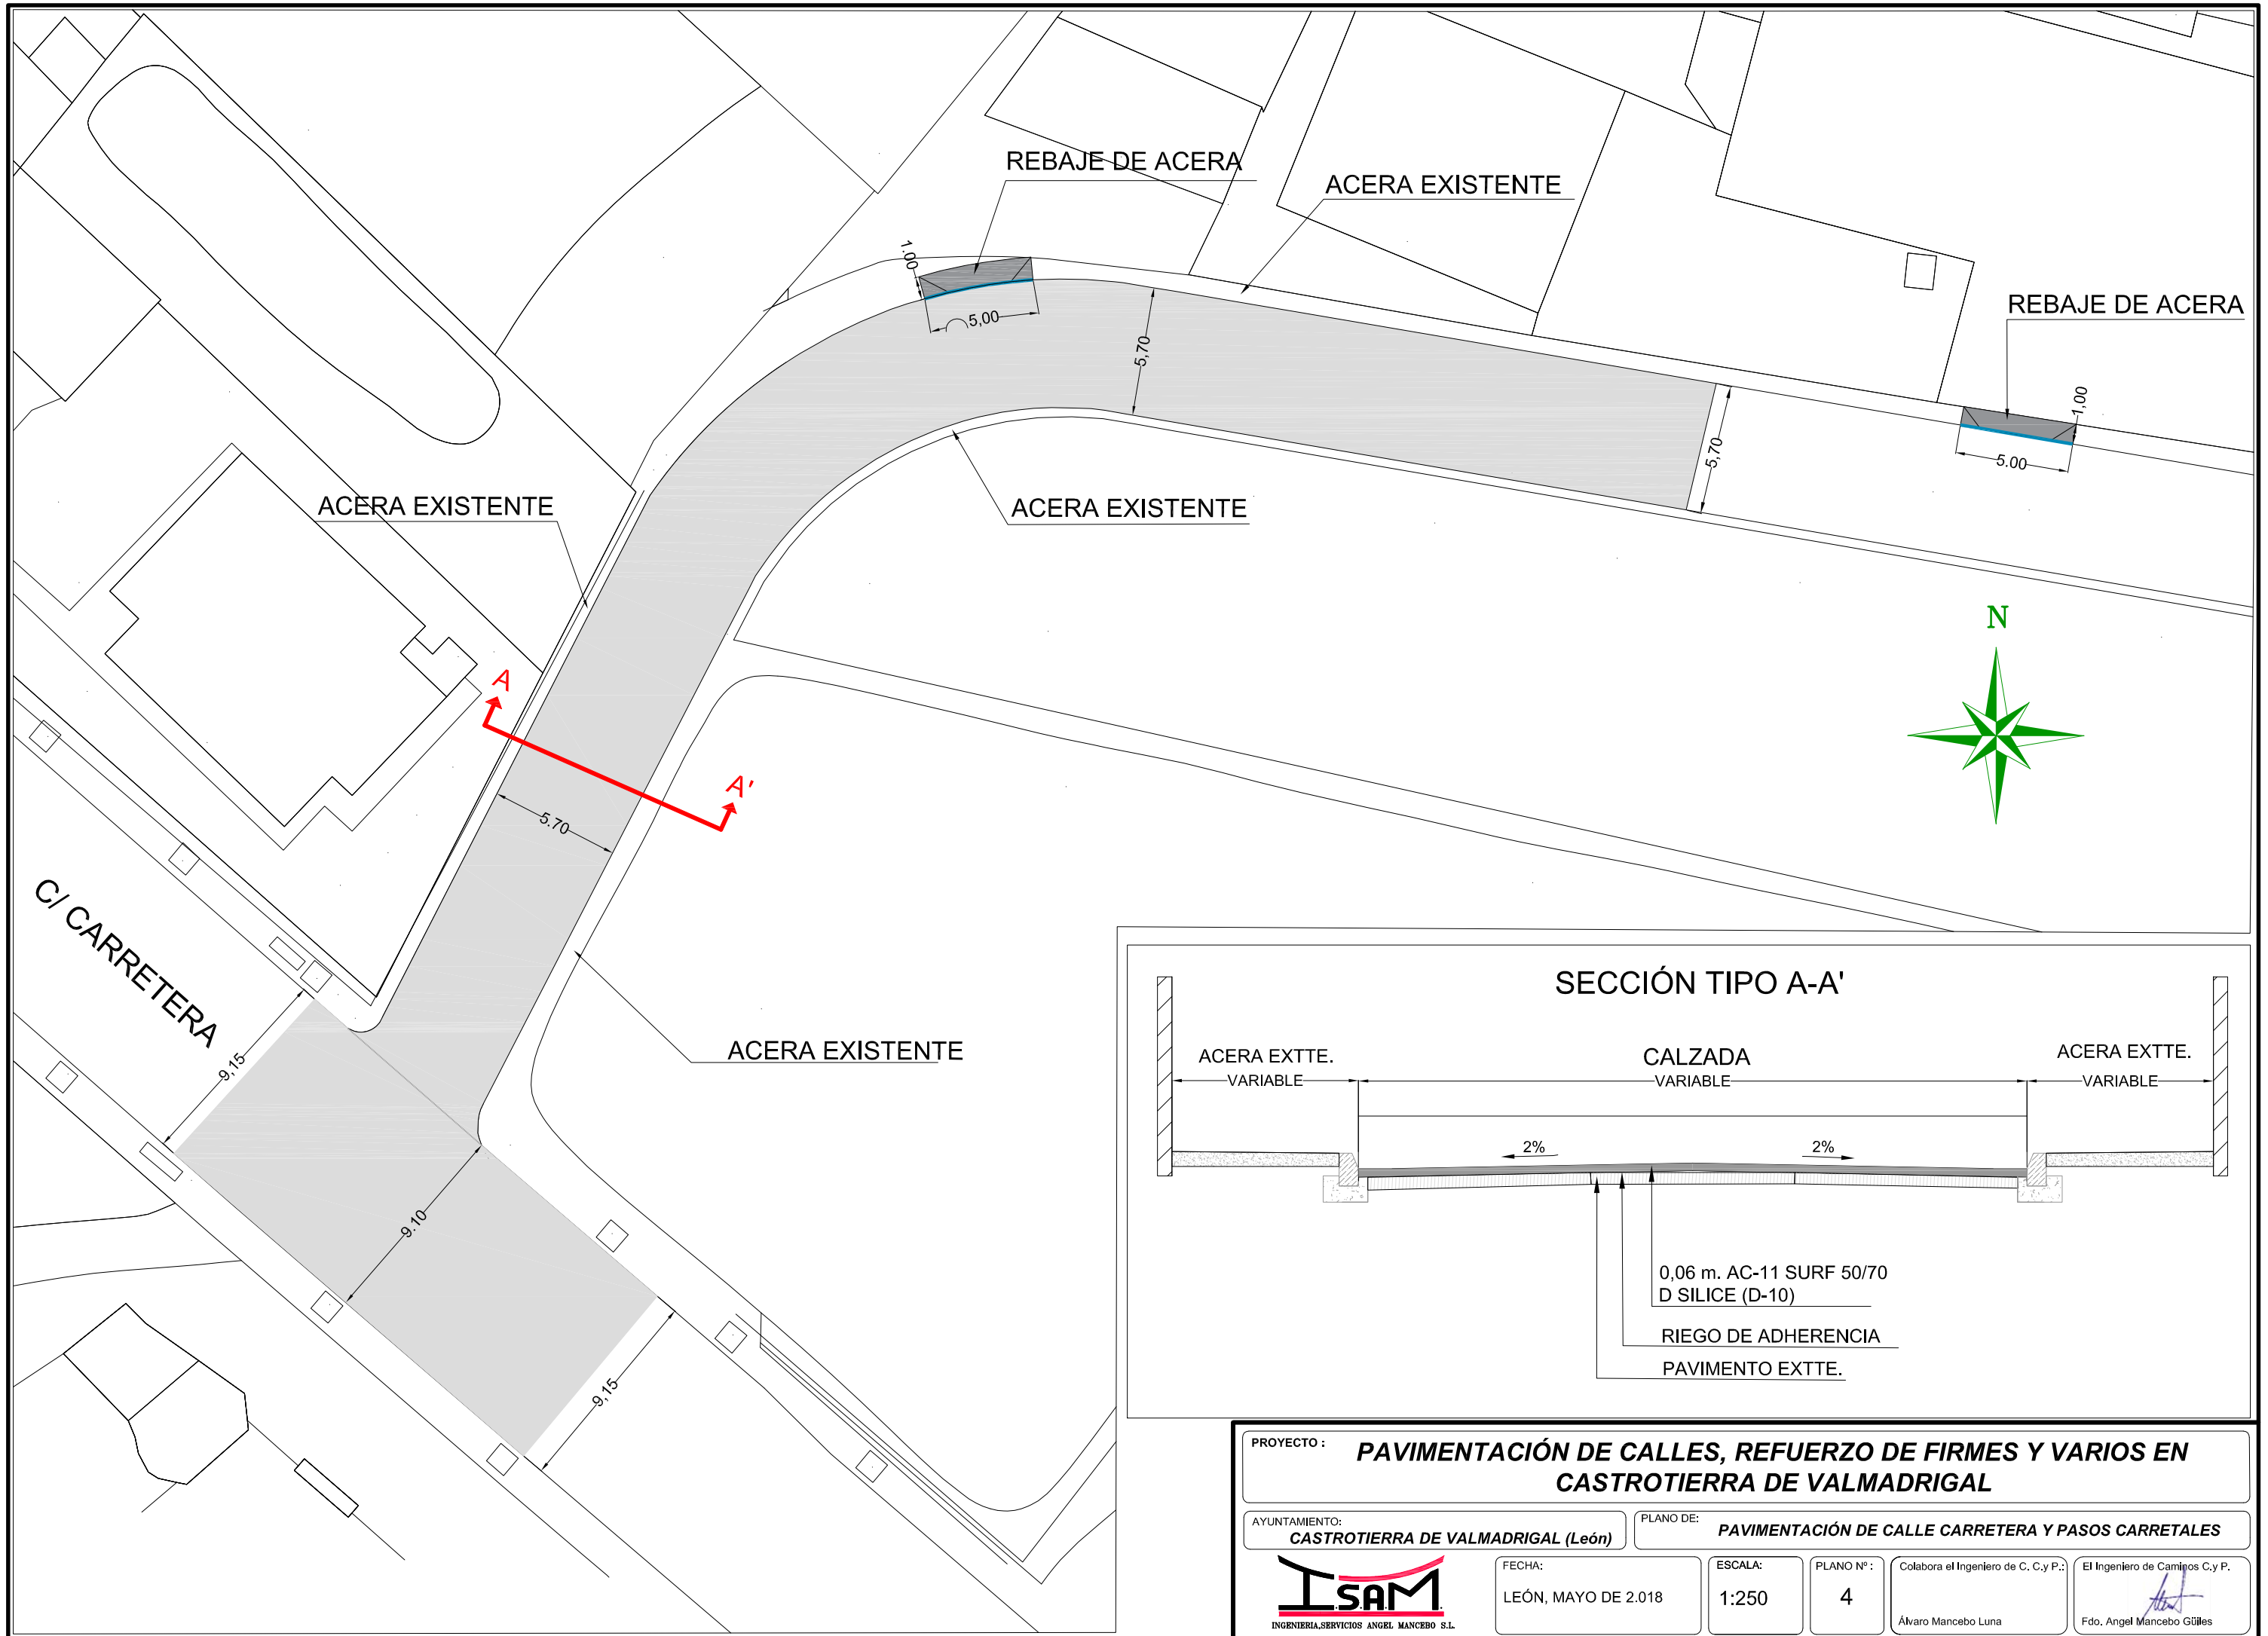 REBAJE DE ACERA
ACERA EXISTENTE
1.00
5,00
5,70
REBAJE DE ACERA
1,00
5.00
5,70
ACERA EXISTENTE
ACERA EXISTENTE
N
A
A'
5.70
C/ CARRETERA
9,15
ACERA EXISTENTE
9.10
9,15
SECCIÓN TIPO A-A'
ACERA EXTTE.
VARIABLE
CALZADA
VARIABLE
ACERA EXTTE.
VARIABLE
2%
2%
0,06 m. AC-11 SURF 50/70
D SILICE (D-10)
RIEGO DE ADHERENCIA
PAVIMENTO EXTTE.
PROYECTO :
PAVIMENTACIÓN DE CALLES, REFUERZO DE FIRMES Y VARIOS EN
CASTROTIERRA DE VALMADRIGAL
AYUNTAMIENTO:
CASTROTIERRA DE VALMADRIGAL (León)
PLANO DE:
PAVIMENTACIÓN DE CALLE CARRETERA Y PASOS CARRETALES
I.SAM
INGENIERIA,SERVICIOS ANGEL MANCEBO S.L.
FECHA:
LEÓN, MAYO DE 2.018
ESCALA:
1:250
PLANO Nº :
4
Colabora el Ingeniero de C. C.y P.:
Álvaro Mancebo Luna
El Ingeniero de Caminos C.y P.
Fdo. Angel Mancebo Güiles